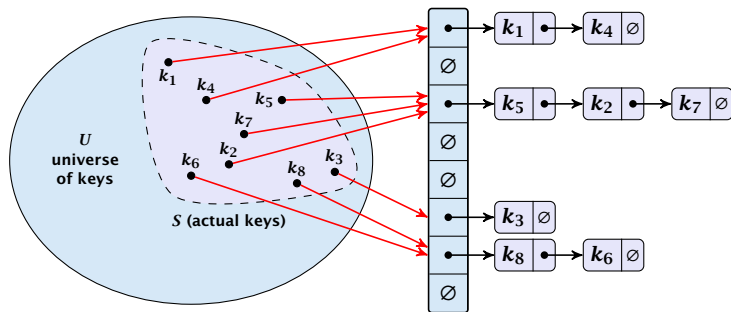 k1 k4 ∅
k1
∅
k4 k5
k5 k2 k7 ∅
k7
U
universe
of keys
∅
k2
k6 k8 k3
∅
S (actual keys)
k3 ∅
k8 k6 ∅
∅